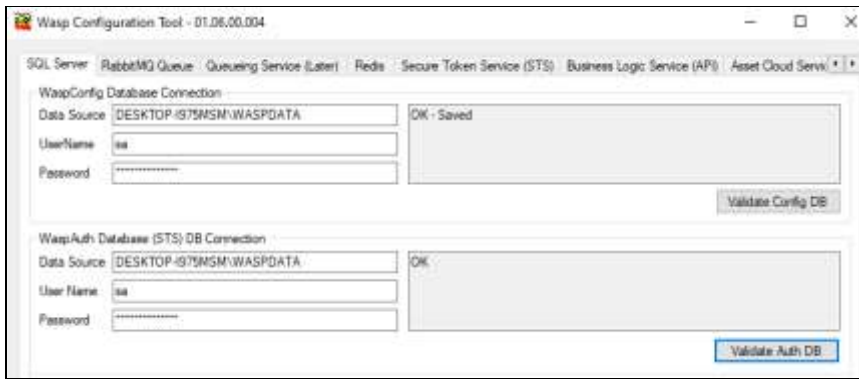 Wasp Configuration Tool - 01.06.00.004
SQL Server RabbitMQ Queue Queueing Service (Later) Redis Secure Token Service (STS) Business Logic Service (API) Asset Cloud Servic
WaspConfig Database Connection
Data Source DESKTOP-I975MSM\WASPDATA OK - Saved
UserName sa
Password **************
Validate Config DB
WaspAuth Database (STS) DB Connection
Data Source DESKTOP-I975MSM\WASPDATA OK
User Name sa
Password **************
Validate Auth DB